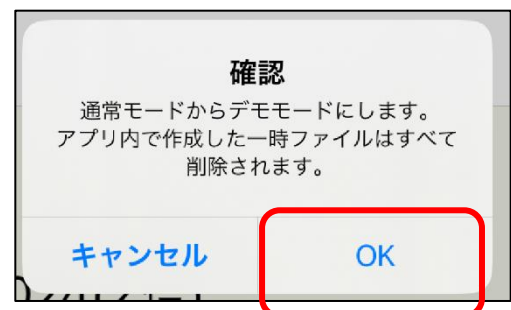 確認
通常モードからデモモードにします。
アプリ内で作成した一時ファイルはすべて
削除されます。
キャンセル
OK